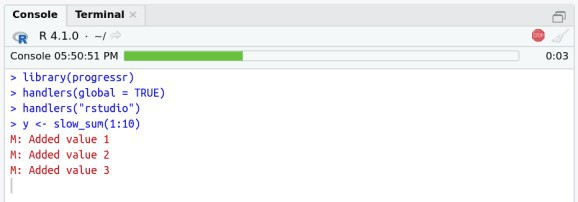 Console Terminal
R 4.1.0 · ~/
Console 05:50:51 PM 0:03
> library(progressr)
> handlers(global = TRUE)
> handlers("rstudio")
> y <- slow_sum(1:10)
M: Added value 1
M: Added value 2
M: Added value 3